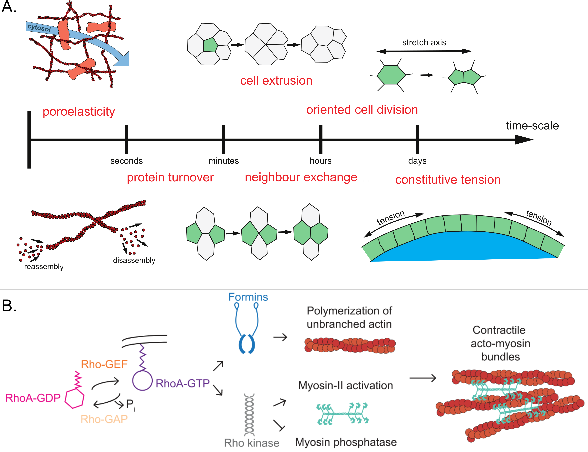 A.
cytosol
cell extrusion
stretch axis
poroelasticity
oriented cell division
time-scale
seconds
minutes
hours
days
protein turnover
neighbour exchange
constitutive tension
reassembly
disassembly
tension
tension
B.
Formins
Polymerization of
unbranched actin
Contractile
acto-myosin
bundles
Rho-GEF
RhoA-GDP
RhoA-GTP
Rho-GAP
Pi
Myosin-II activation
Rho kinase
Myosin phosphatase